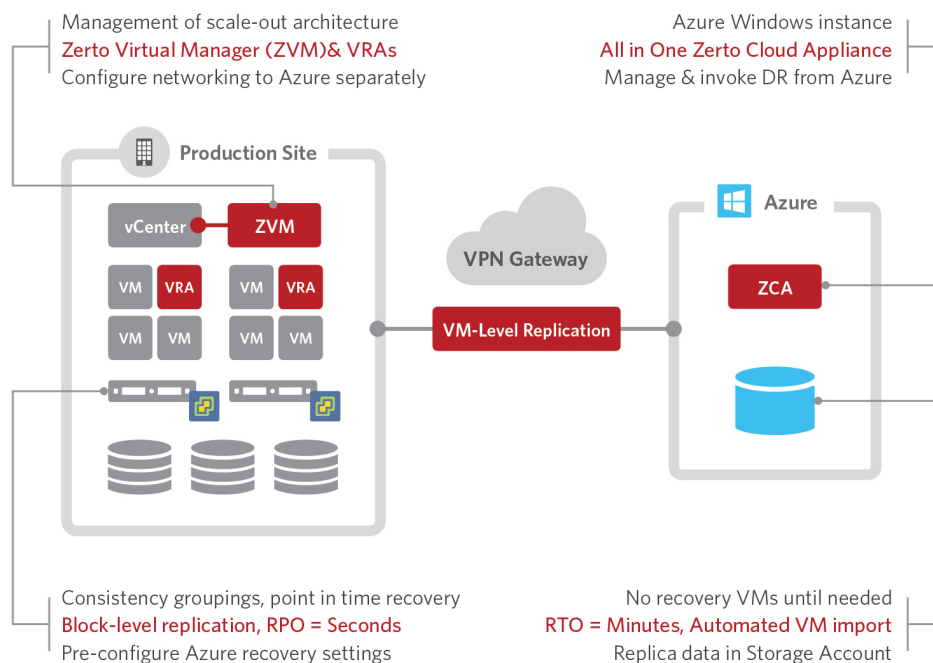 Management of scale-out architecture
Zerto Virtual Manager (ZVM)& VRAs
Configure networking to Azure separately
Azure Windows instance
All in One Zerto Cloud Appliance
Manage & invoke DR from Azure
Production Site
vCenter
ZVM
VM
VRA
VM
VRA
VM
VM
VM
VM
VPN Gateway
VM-Level Replication
Azure
ZCA
Consistency groupings, point in time recovery
Block-level replication, RPO = Seconds
Pre-configure Azure recovery settings
No recovery VMs until needed
RTO = Minutes, Automated VM import
Replica data in Storage Account